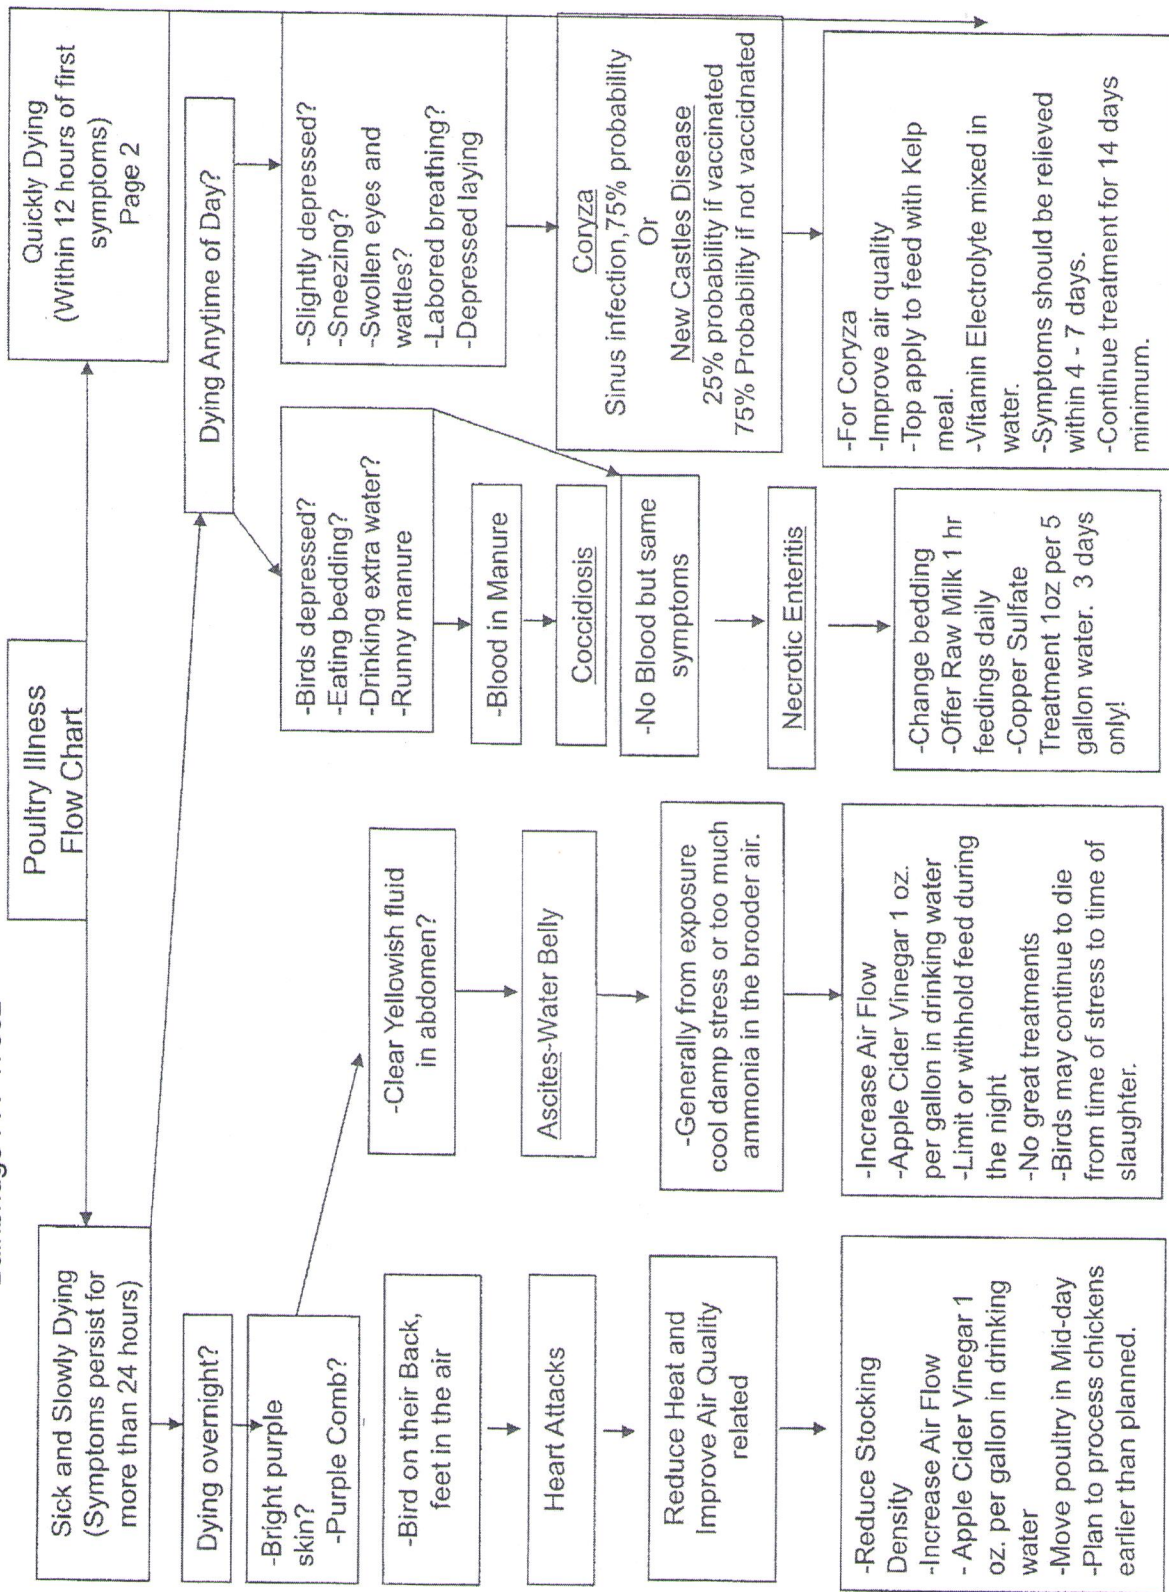 Poultry Illness
Flow Chart
Sick and Slowly Dying
(Symptoms persist for
more than 24 hours)
Quickly Dying
(Within 12 hours of first
symptoms)
Page 2
Dying overnight?
Dying Anytime of Day?
-Bright purple
skin?
-Purple Comb?
-Bird on their Back,
feet in the air
Heart Attacks
Reduce Heat and
Improve Air Quality
related
-Reduce Stocking
Density
-Increase Air Flow
- Apple Cider Vinegar 1
oz. per gallon in drinking
water
-Move poultry in Mid-day
-Plan to process chickens
earlier than planned.
-Clear Yellowish fluid
in abdomen?
Ascites-Water Belly
-Generally from exposure
cool damp stress or too much
ammonia in the brooder air.
-Increase Air Flow
-Apple Cider Vinegar 1 oz.
per gallon in drinking water
-Limit or withhold feed during
the night
-No great treatments
-Birds may continue to die
from time of stress to time of
slaughter.
-Birds depressed?
-Eating bedding?
-Drinking extra water?
-Runny manure
-Blood in Manure
Coccidiosis
-No Blood but same
symptoms
Necrotic Enteritis
-Change bedding
-Offer Raw Milk 1 hr
feedings daily
-Copper Sulfate
Treatment 1oz per 5
gallon water. 3 days
only!
-Slightly depressed?
-Sneezing?
-Swollen eyes and
wattles?
-Labored breathing?
-Depressed laying
Coryza
Sinus infection,75% probability
Or
New Castles Disease
25% probability if vaccinated
75% Probability if not vaccidnated
-For Coryza
-Improve air quality
-Top apply to feed with Kelp
meal.
-Vitamin Electrolyte mixed in
water.
-Symptoms should be relieved
within 4 - 7 days.
-Continue treatment for 14 days
minimum.